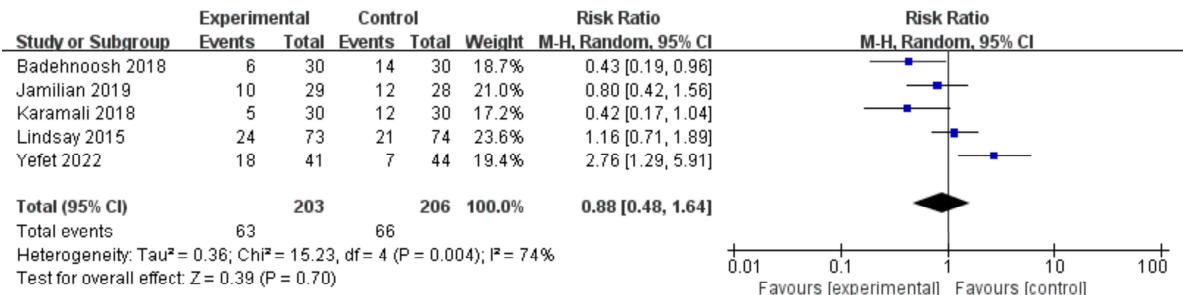 Experimental Control Risk Ratio Risk Ratio
Study or Subgroup Events Total Events Total Weight M-H, Random, 95% CI M-H, Random, 95% CI
Badehnoosh 2018 6 30 14 30 18.7% 0.43 [0.19, 0.96]
Jamilian 2019 10 29 12 28 21.0% 0.80 [0.42, 1.56]
Karamali 2018 5 30 12 30 17.2% 0.42 [0.17, 1.04]
Lindsay 2015 24 73 21 74 23.6% 1.16 [0.71, 1.89]
Yefet 2022 18 41 7 44 19.4% 2.76 [1.29, 5.91]
Total (95% CI) 203 206 100.0% 0.88 [0.48, 1.64]
Total events 63 66
Heterogeneity: Tau² = 0.36; Chi² = 15.23, df = 4 (P = 0.004); I² = 74%
Test for overall effect: Z = 0.39 (P = 0.70)
0.01 0.1 1 10 100
Favours [experimental] Favours [control]